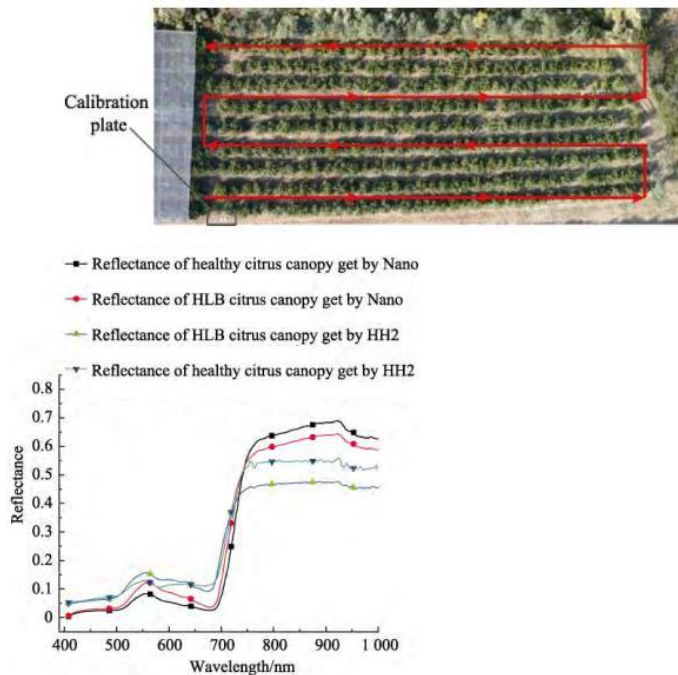 Calibration
plate
Reflectance of healthy citrus canopy get by Nano
Reflectance of HLB citrus canopy get by Nano
Reflectance of HLB citrus canopy get by HH2
Reflectance of healthy citrus canopy get by HH2
0.8
0.7
0.6
0.5
0.4
0.3
0.2
0.1
0
Reflectance
400 500 600 700 800 900 1 000
Wavelength/nm